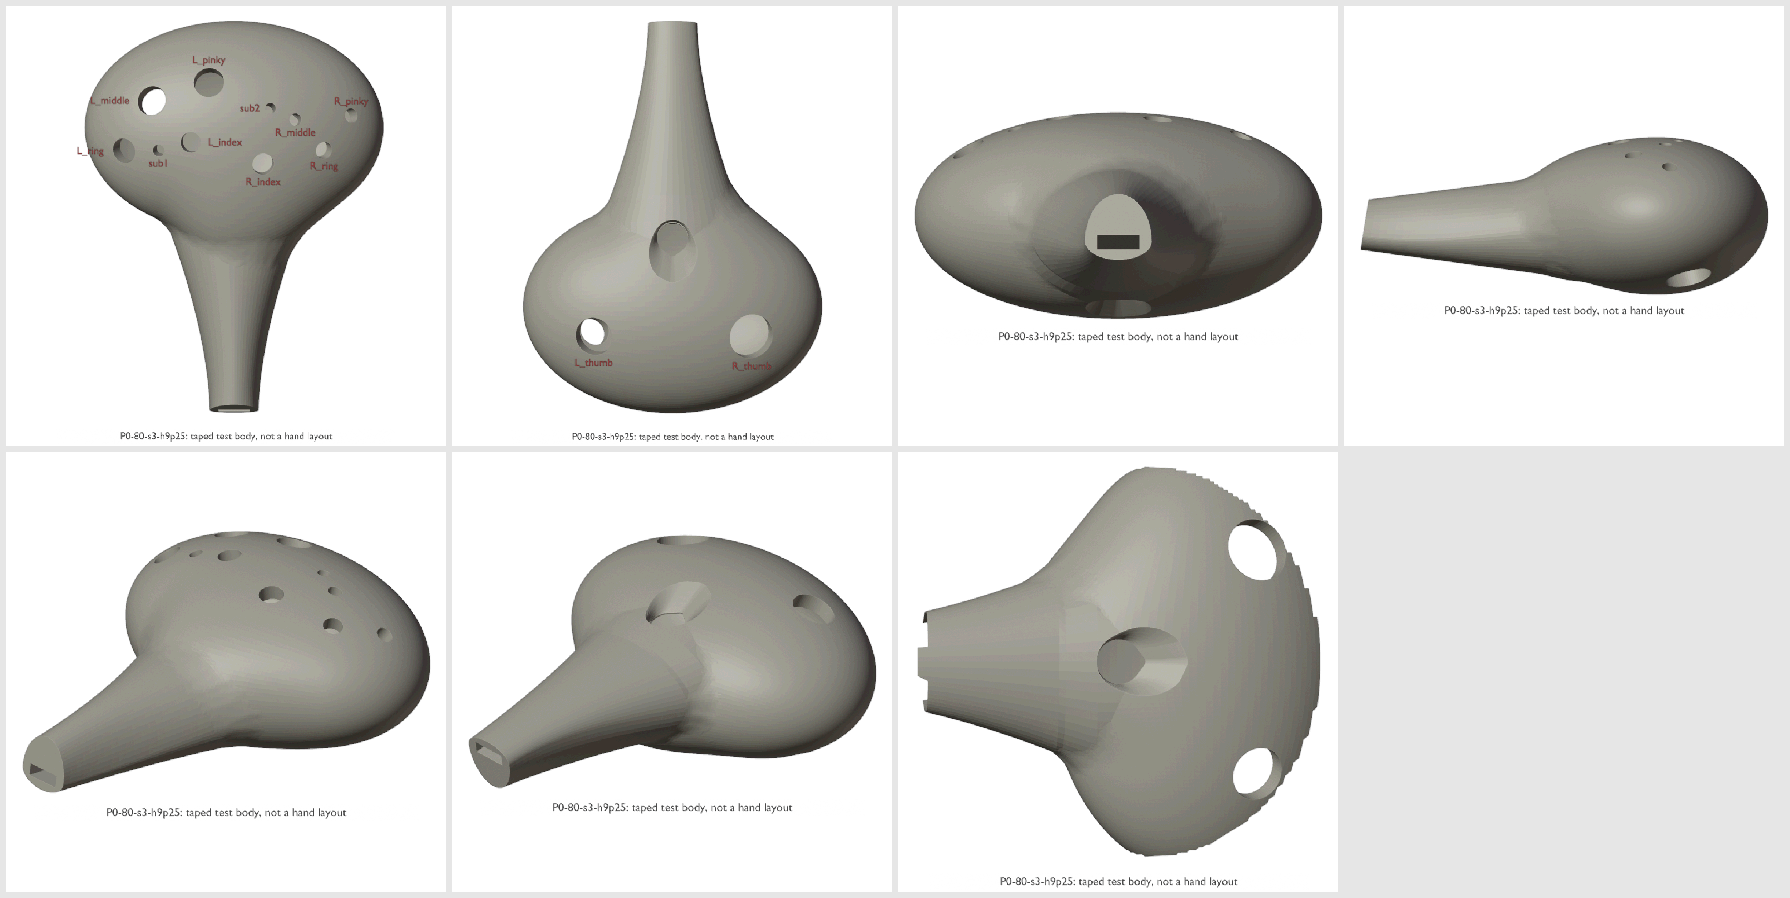 L_pinky
L_middle
sub2
R_pinky
R_middle
L_index
L_ring
sub1
R_ring
R_index
P0-80-s3-h9p25: taped test body, not a hand layout
L_thumb
R_thumb
P0-80-s3-h9p25: taped test body, not a hand layout
P0-80-s3-h9p25: taped test body, not a hand layout
P0-80-s3-h9p25: taped test body, not a hand layout
P0-80-s3-h9p25: taped test body, not a hand layout
P0-80-s3-h9p25: taped test body, not a hand layout
P0-80-s3-h9p25: taped test body, not a hand layout